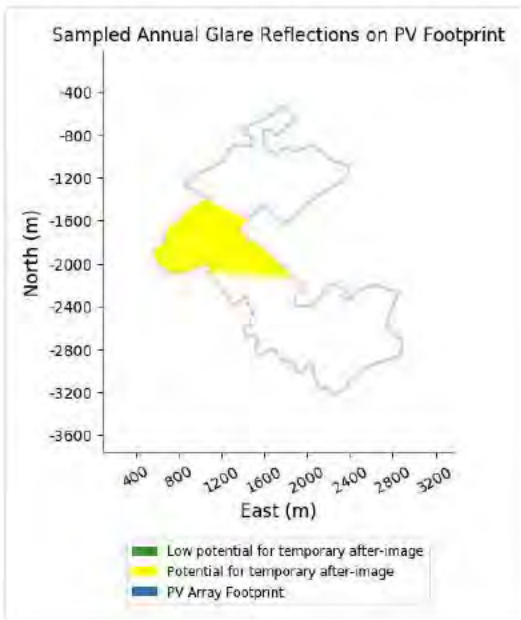 Sampled Annual Glare Reflections on PV Footprint
North (m)
-400
-800
-1200
-1600
-2000
-2400
-2800
-3200
-3600
400 800 1200 1600 2000 2400 2800 3200
East (m)
Low potential for temporary after-image
Potential for temporary after-image
PV Array Footprint